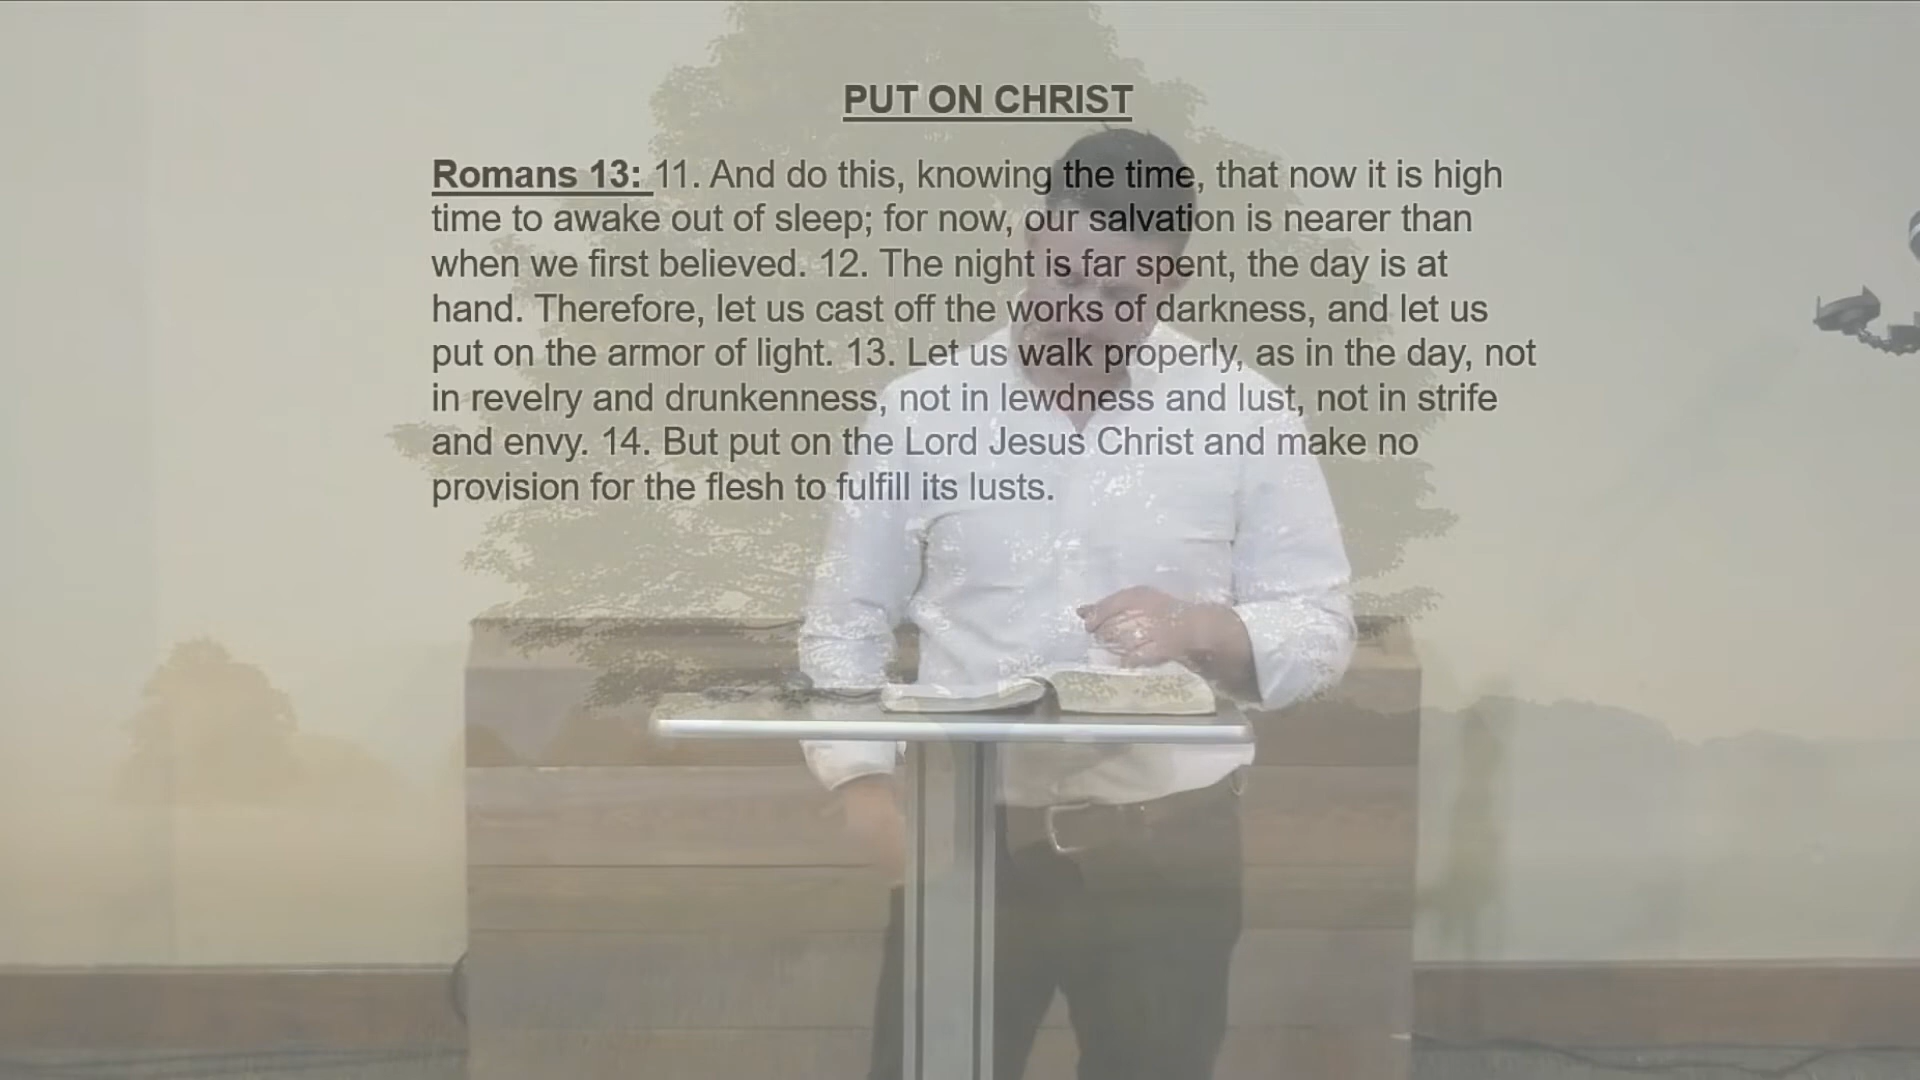 PUT ON CHRIST
Romans 13: 11. And do this, knowing the time, that now it is high
time to awake out of sleep; for now, our salvation is nearer than
when we first believed. 12. The night is far spent, the day is at
hand. Therefore, let us cast off the works of darkness, and let us
put on the armor of light. 13. Let us walk properly, as in the day, not
in revelry and drunkenness, not in lewdness and lust, not in strife
and envy. 14. But put on the Lord Jesus Christ and make no
provision for the flesh to fulfill its lusts.